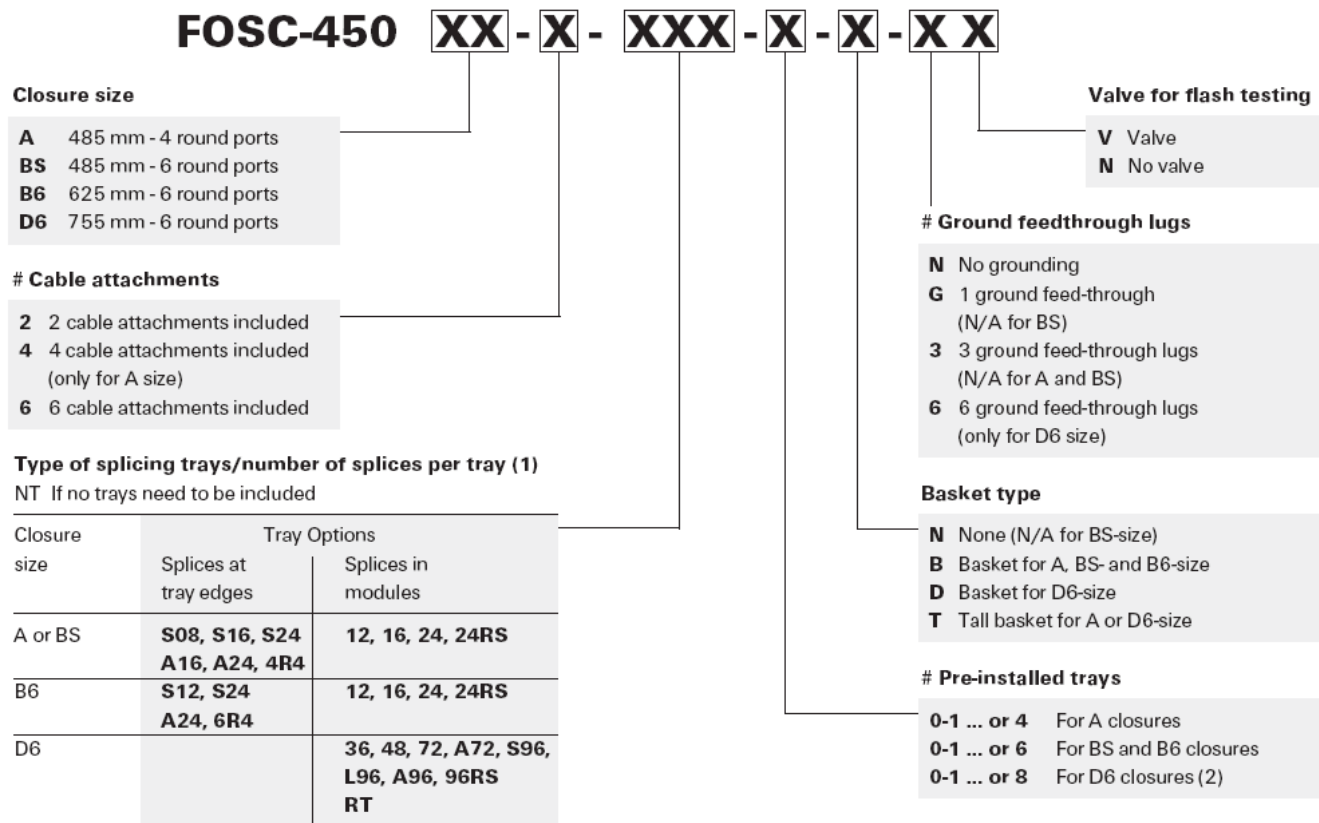 FOSC-450 XX - X - XXX - X - X - X X
Closure size
A 485 mm - 4 round ports
BS 485 mm - 6 round ports
B6 625 mm - 6 round ports
D6 755 mm - 6 round ports
# Cable attachments
2 2 cable attachments included
4 4 cable attachments included
(only for A size)
6 6 cable attachments included
Type of splicing trays/number of splices per tray (1)
NT If no trays need to be included
Closure Tray Options
size Splices at Splices in
tray edges modules
A or BS S08, S16, S24 12, 16, 24, 24RS
A16, A24, 4R4
B6 S12, S24 12, 16, 24, 24RS
A24, 6R4
D6 36, 48, 72, A72, S96,
L96, A96, 96RS
RT
Valve for flash testing
V Valve
N No valve
# Ground feedthrough lugs
N No grounding
G 1 ground feed-through
(N/A for BS)
3 3 ground feed-through lugs
(N/A for A and BS)
6 6 ground feed-through lugs
(only for D6 size)
Basket type
N None (N/A for BS-size)
B Basket for A, BS- and B6-size
D Basket for D6-size
T Tall basket for A or D6-size
# Pre-installed trays
0-1 ... or 4 For A closures
0-1 ... or 6 For BS and B6 closures
0-1 ... or 8 For D6 closures (2)